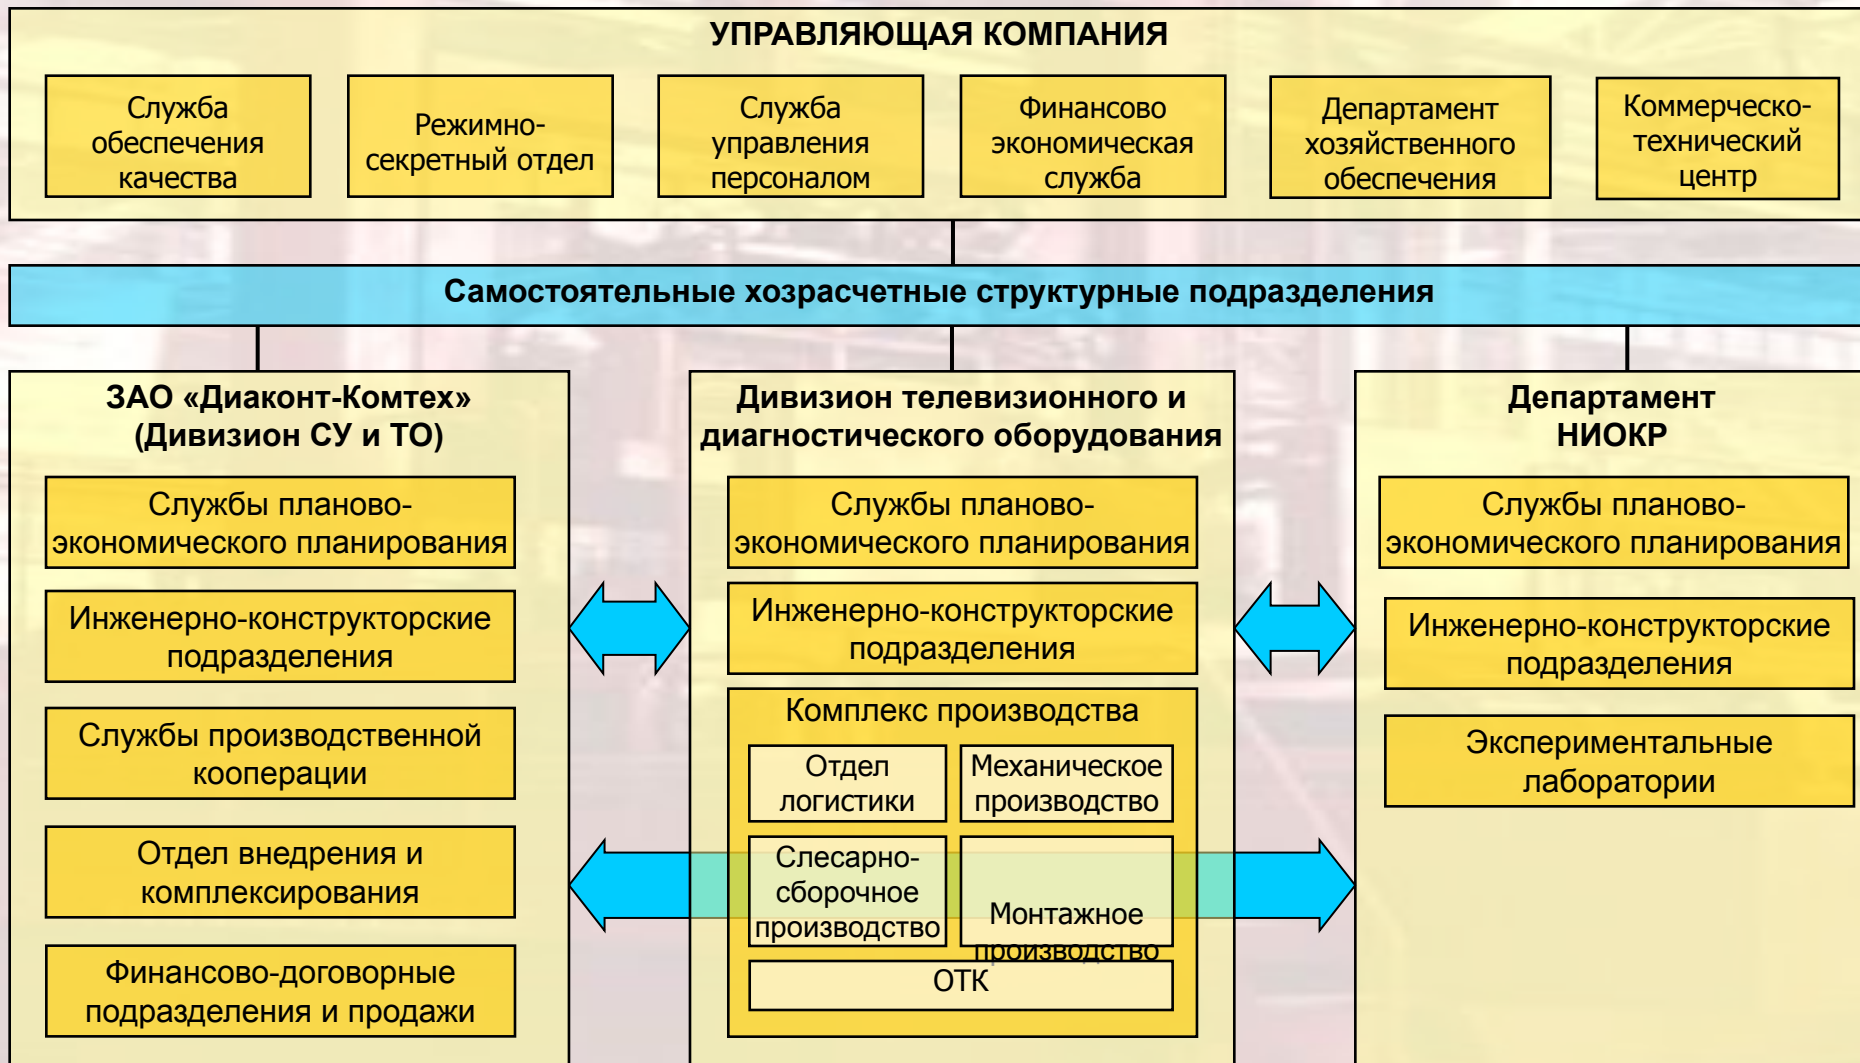 УПРАВЛЯЮЩАЯ КОМПАНИЯ
Служба
обеспечения
качества
Режимно-
секретный отдел
Служба
управления
персоналом
Финансово
экономическая
служба
Департамент
хозяйственного
обеспечения
Коммерческо-
технический
центр
Самостоятельные хозрасчетные структурные подразделения
ЗАО «Диаконт-Комтех»
(Дивизион СУ и ТО)
Службы планово-
экономического планирования
Инженерно-конструкторские
подразделения
Службы производственной
кооперации
Отдел внедрения и
комплексирования
Финансово-договорные
подразделения и продажи
Дивизион телевизионного и
диагностического оборудования
Службы планово-
экономического планирования
Инженерно-конструкторские
подразделения
Комплекс производства
Отдел
логистики
Механическое
производство
Слесарно-
сборочное
производство
Монтажное
производство
ОТК
Департамент
НИОКР
Службы планово-
экономического планирования
Инженерно-конструкторские
подразделения
Экспериментальные
лаборатории